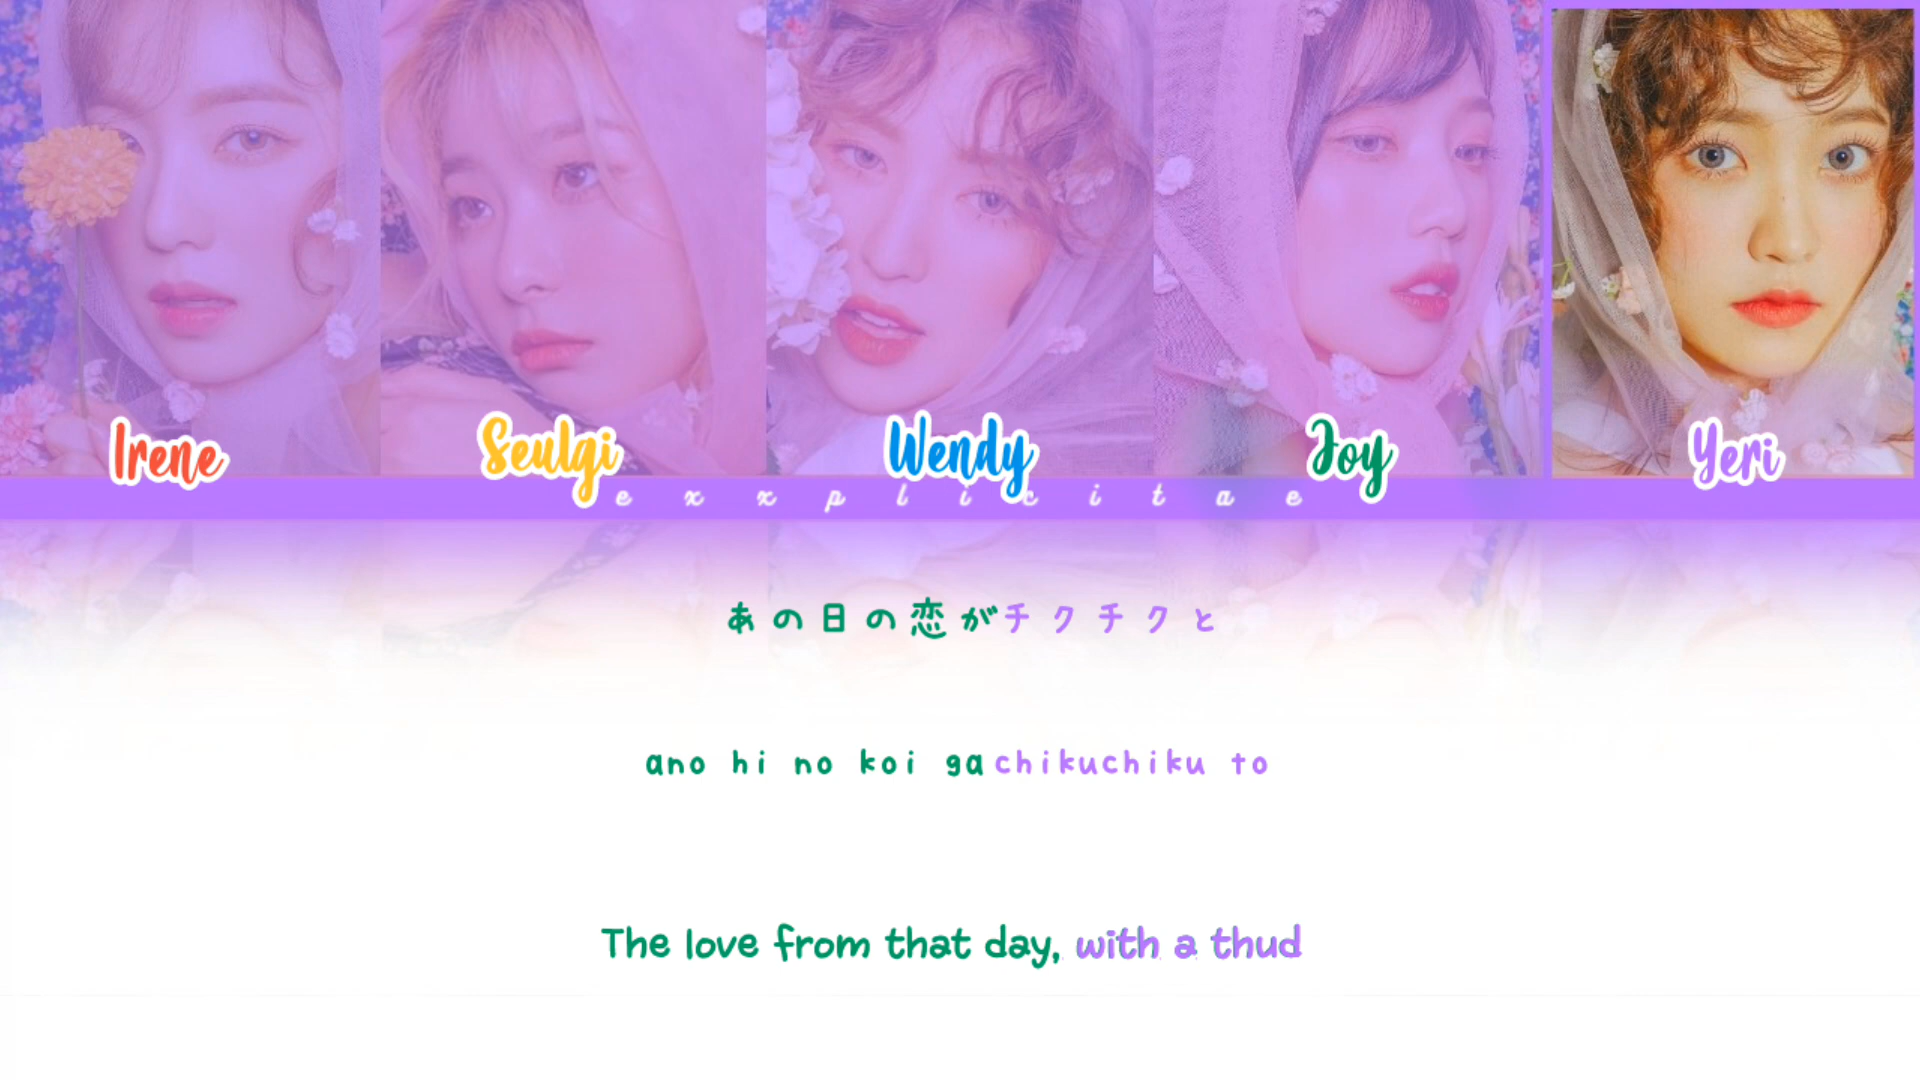 Irene Seulgi Wendy Joy Yeri
exxplicitae
あの日の恋がチクチクと
ano hi no koi ga chikuchiku to
The love from that day, with a thud